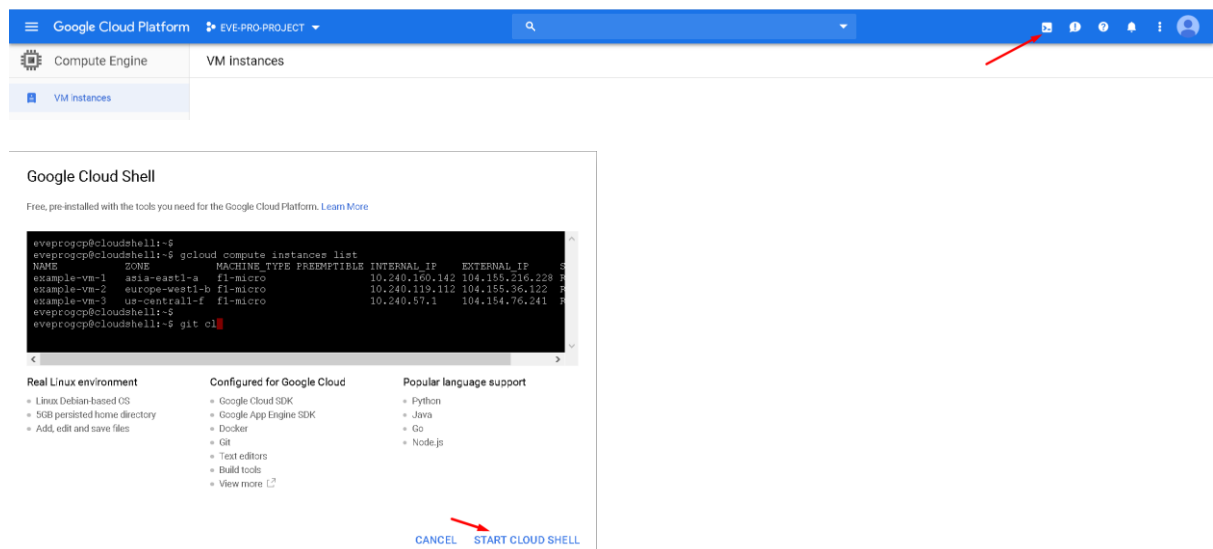 Google Cloud Platform EVE-PRO-PROJECT
Compute Engine VM instances
VM instances
Google Cloud Shell
Free, pre-installed with the tools you need for the Google Cloud Platform. Learn More
eveprogcp@cloudshell:~$
eveprogcp@cloudshell:~$ gcloud compute instances list
NAME ZONE MACHINE_TYPE PREEMPTIBLE INTERNAL_IP EXTERNAL_IP S
example-vm-1 asia-east1-a f1-micro 10.240.160.142 104.155.216.228 R
example-vm-2 europe-west1-b f1-micro 10.240.119.112 104.155.36.122 R
example-vm-3 us-central1-f f1-micro 10.240.57.1 104.154.76.241 R
eveprogcp@cloudshell:~$
eveprogcp@cloudshell:~$ git cl
Real Linux environment
Linux Debian-based OS
5GB persisted home directory
Add, edit and save files
Configured for Google Cloud
Google Cloud SDK
Google App Engine SDK
Docker
Git
Text editors
Build tools
View more
Popular language support
Python
Java
Go
Node.js
CANCEL START CLOUD SHELL